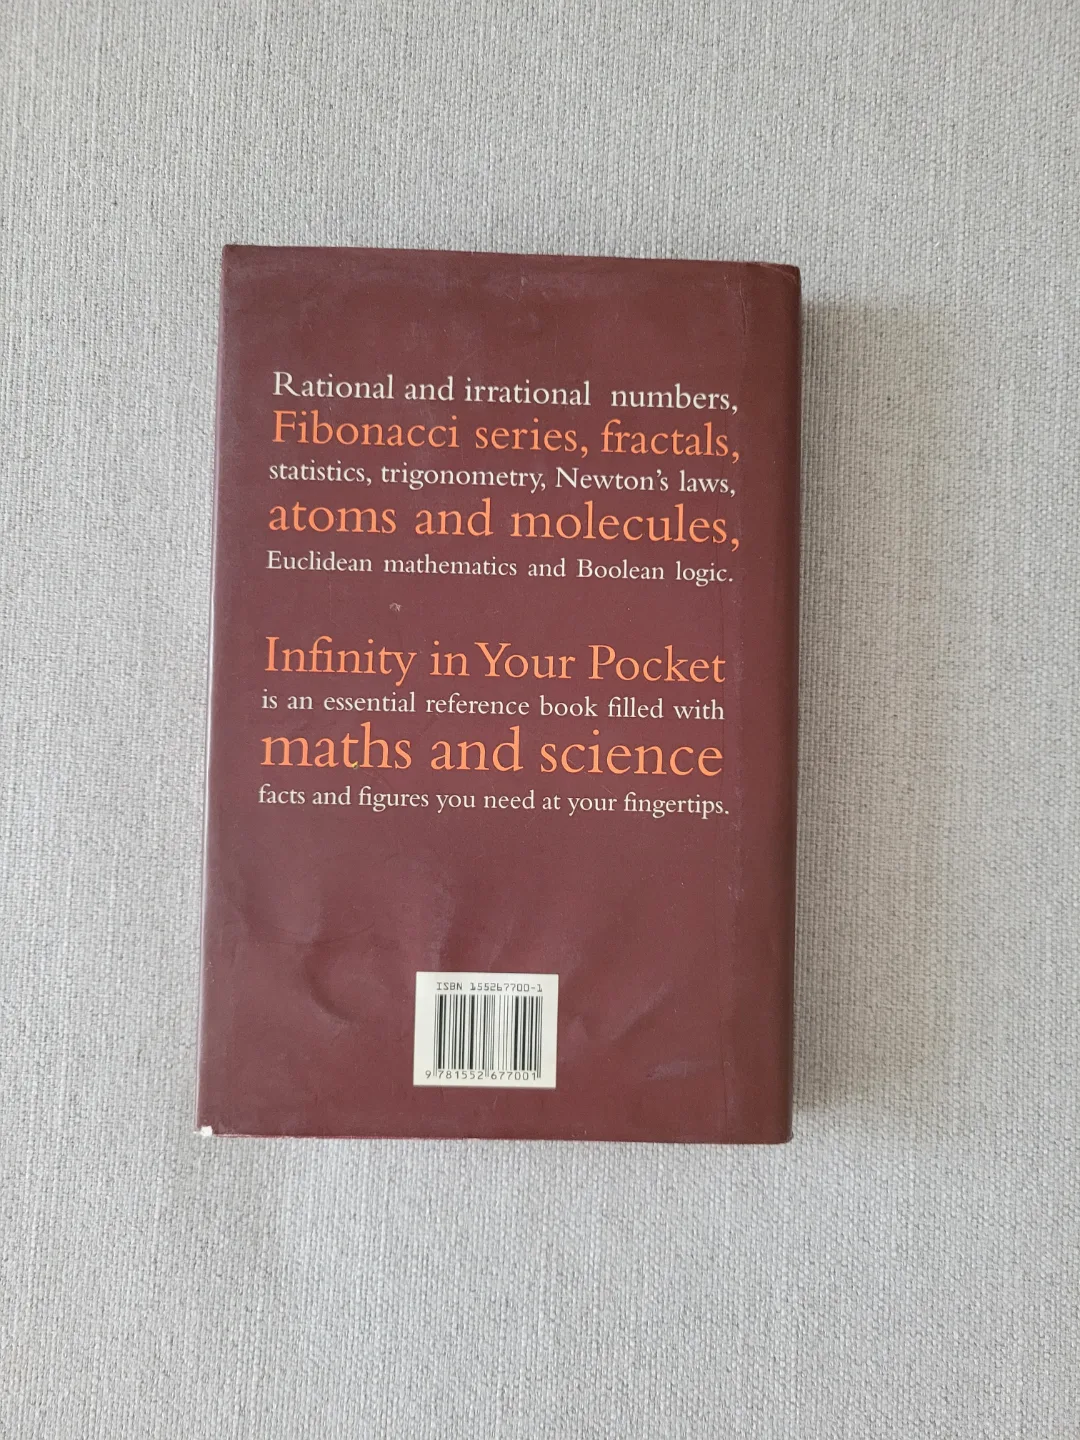 Rational and irrational numbers,
Fibonacci series, fractals,
statistics, trigonometry, Newton's laws,
atoms and molecules,
Euclidean mathematics and Boolean logic.
Infinity in Your Pocket
is an essential reference book filled with
maths and science
facts and figures you need at your fingertips.
ISBN 155267700-1
9 781552 677001